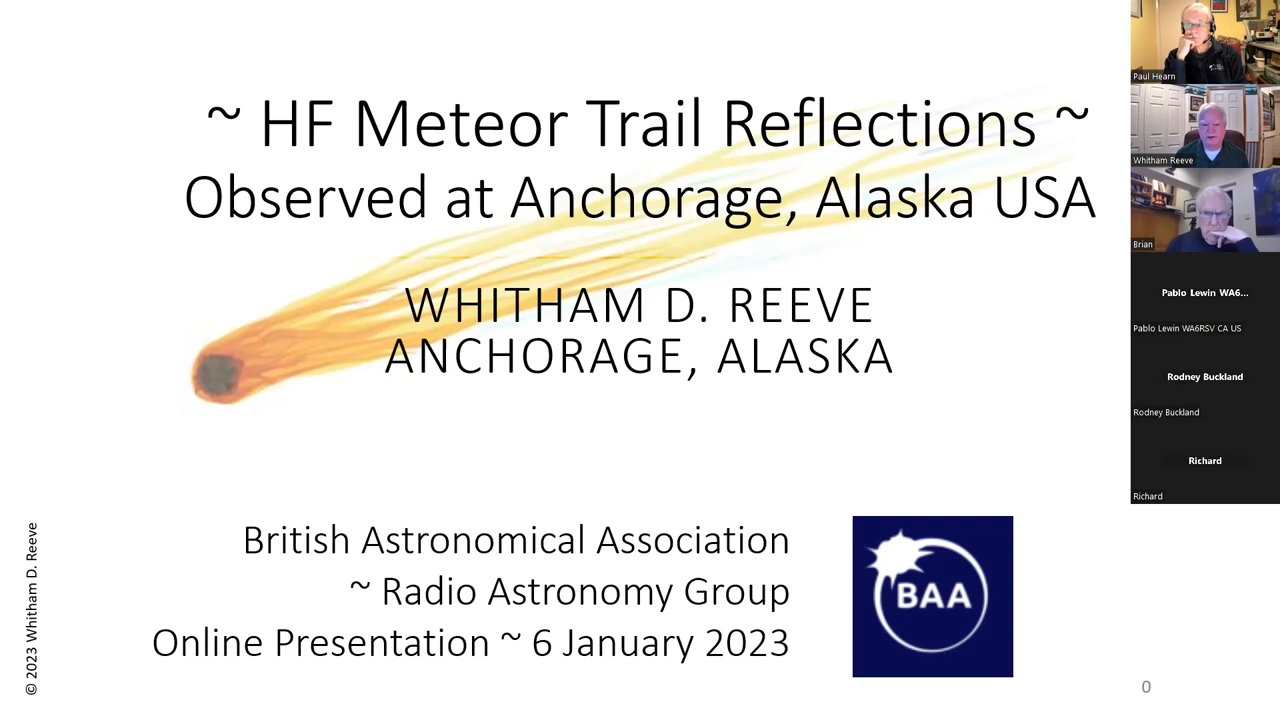 ~ HF Meteor Trail Reflections ~
Observed at Anchorage, Alaska USA
WHITHAM D. REEVE
ANCHORAGE, ALASKA
British Astronomical Association
~ Radio Astronomy Group
Online Presentation ~ 6 January 2023
BAA
© 2023 Whitham D. Reeve
0
Paul Hearn
Whitham Reeve
Brian
Pablo Lewin WA6...
Pablo Lewin WA6RSV CA US
Rodney Buckland
Rodney Buckland
Richard
Richard